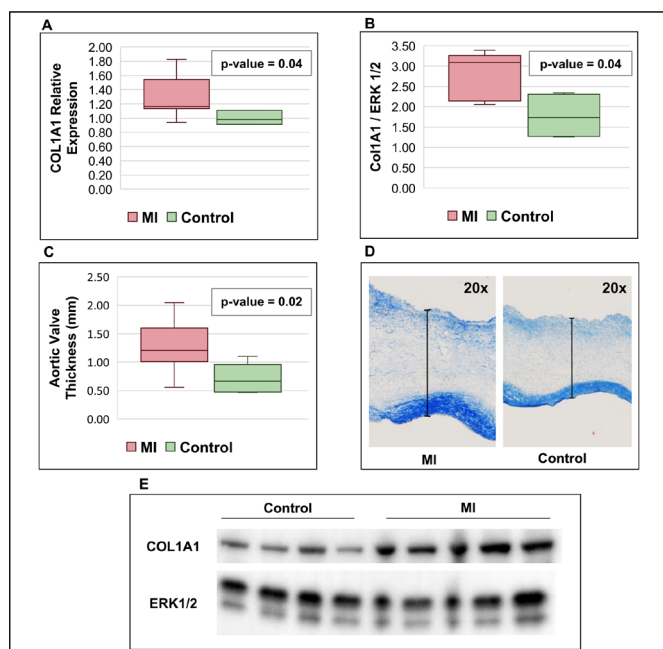 A
COL1A1 Relative
Expression
2.00
1.80
1.60
1.40
1.20
1.00
0.80
0.60
0.40
0.20
0.00
p-value = 0.04
MI Control
B
Col1A1 / ERK 1/2
3.50
3.00
2.50
2.00
1.50
1.00
0.50
0.00
p-value = 0.04
MI Control
C
Aortic Valve
Thickness (mm)
2.50
2.00
1.50
1.00
0.50
0.00
p-value = 0.02
MI Control
D
20x
20x
MI
Control
E
Control
MI
COL1A1
ERK1/2